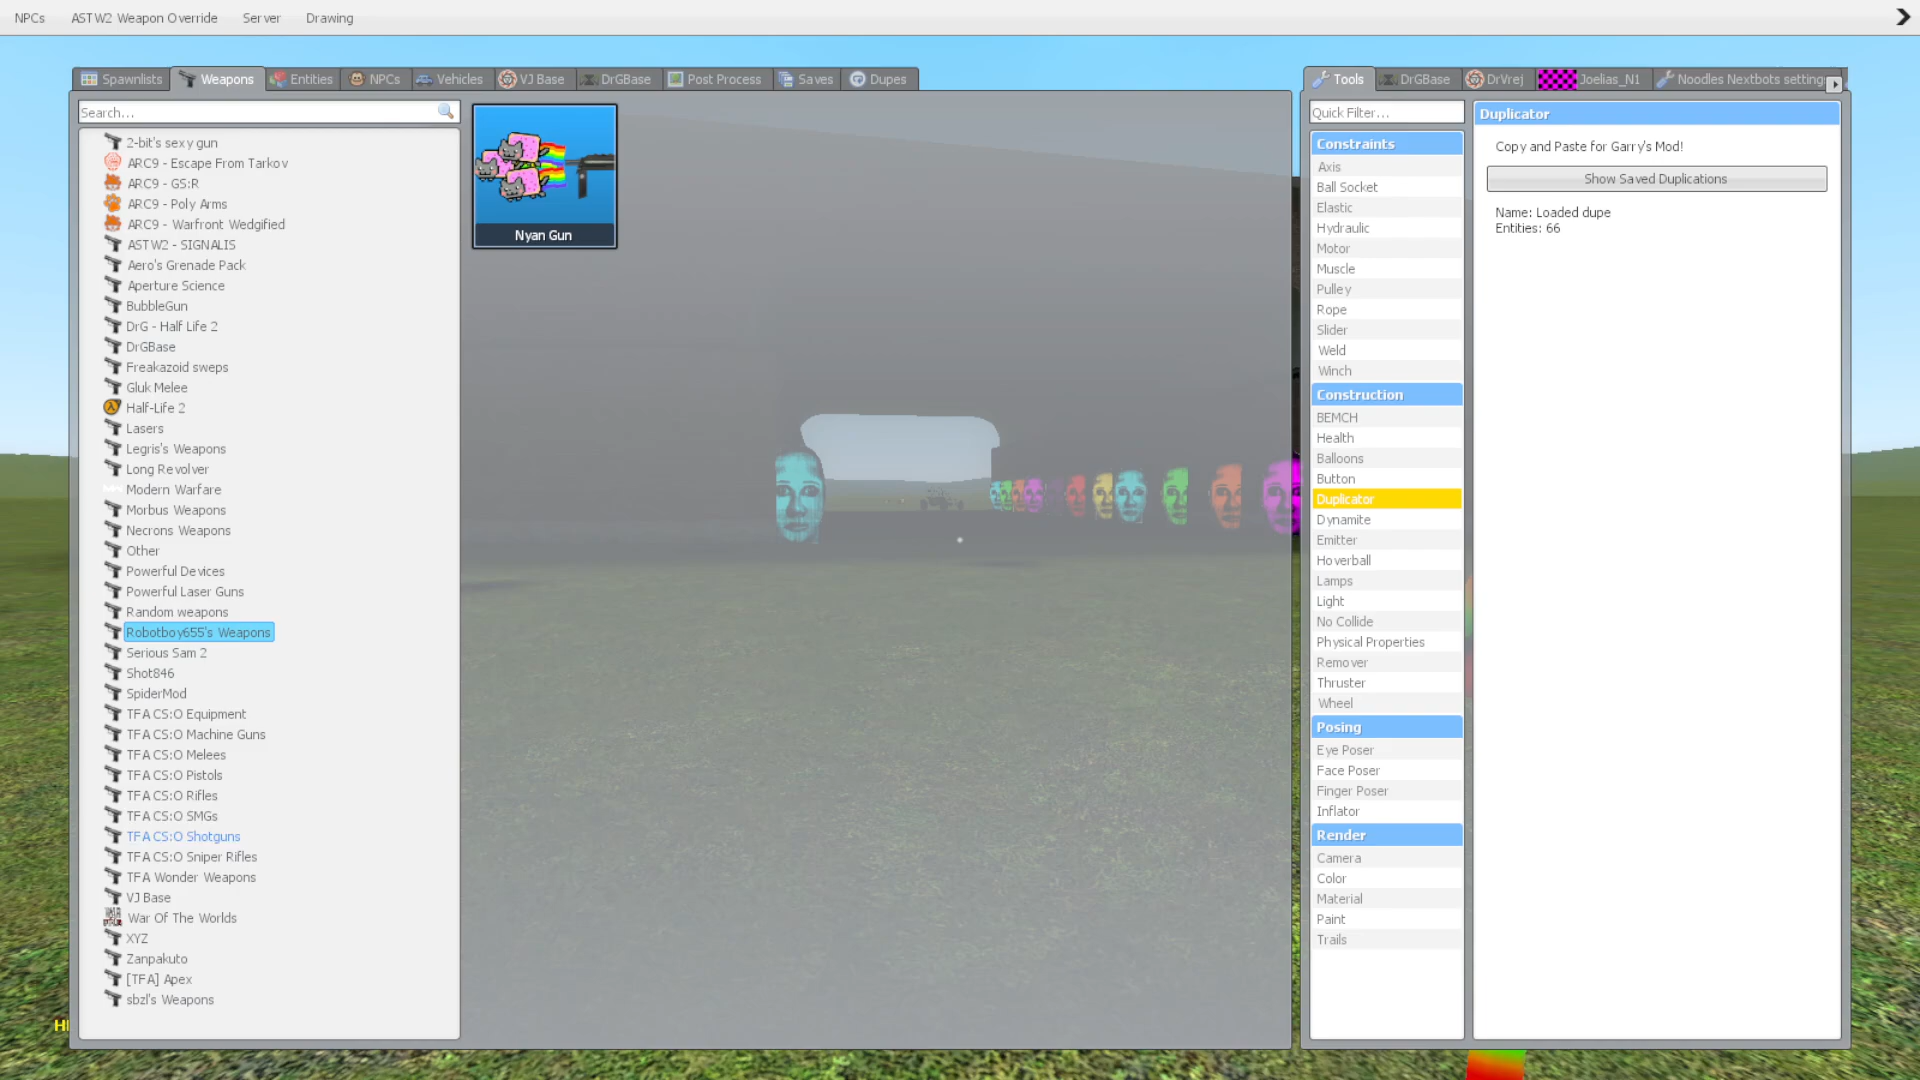 NPCs ASTW2 Weapon Override Server Drawing
Spawnlists Weapons Entities NPCs Vehicles VJ Base DrGBase Post Process Saves Dupes
Search...
2-bit's sexy gun
ARC9 - Escape From Tarkov
ARC9 - GS:R
ARC9 - Poly Arms
ARC9 - Warfront Wedgified
ASTW2 - SIGNALIS
Aero's Grenade Pack
Aperture Science
BubbleGun
DrG - Half Life 2
DrGBase
Freakazoid sweps
Gluk Melee
Half-Life 2
Lasers
Legris's Weapons
Long Revolver
Modern Warfare
Morbus Weapons
Necrons Weapons
Other
Powerful Devices
Powerful Laser Guns
Random weapons
Robotboy655's Weapons
Serious Sam 2
Shot846
SpiderMod
TFA CS:O Equipment
TFA CS:O Machine Guns
TFA CS:O Melees
TFA CS:O Pistols
TFA CS:O Rifles
TFA CS:O SMGs
TFA CS:O Shotguns
TFA CS:O Sniper Rifles
TFA Wonder Weapons
VJ Base
War Of The Worlds
XYZ
Zanpakuto
[TFA] Apex
sbzl's Weapons
Nyan Gun
Tools DrGBase DrVrej Joelias_N1 Noodles Nextbots setting
Quick Filter...
Constraints
Axis
Ball Socket
Elastic
Hydraulic
Motor
Muscle
Pulley
Rope
Slider
Weld
Winch
Construction
BEMCH
Health
Balloons
Button
Duplicator
Dynamite
Emitter
Hoverball
Lamps
Light
No Collide
Physical Properties
Remover
Thruster
Wheel
Posing
Eye Poser
Face Poser
Finger Poser
Inflator
Render
Camera
Color
Material
Paint
Trails
Duplicator
Copy and Paste for Garry's Mod!
Show Saved Duplications
Name: Loaded dupe
Entities: 66